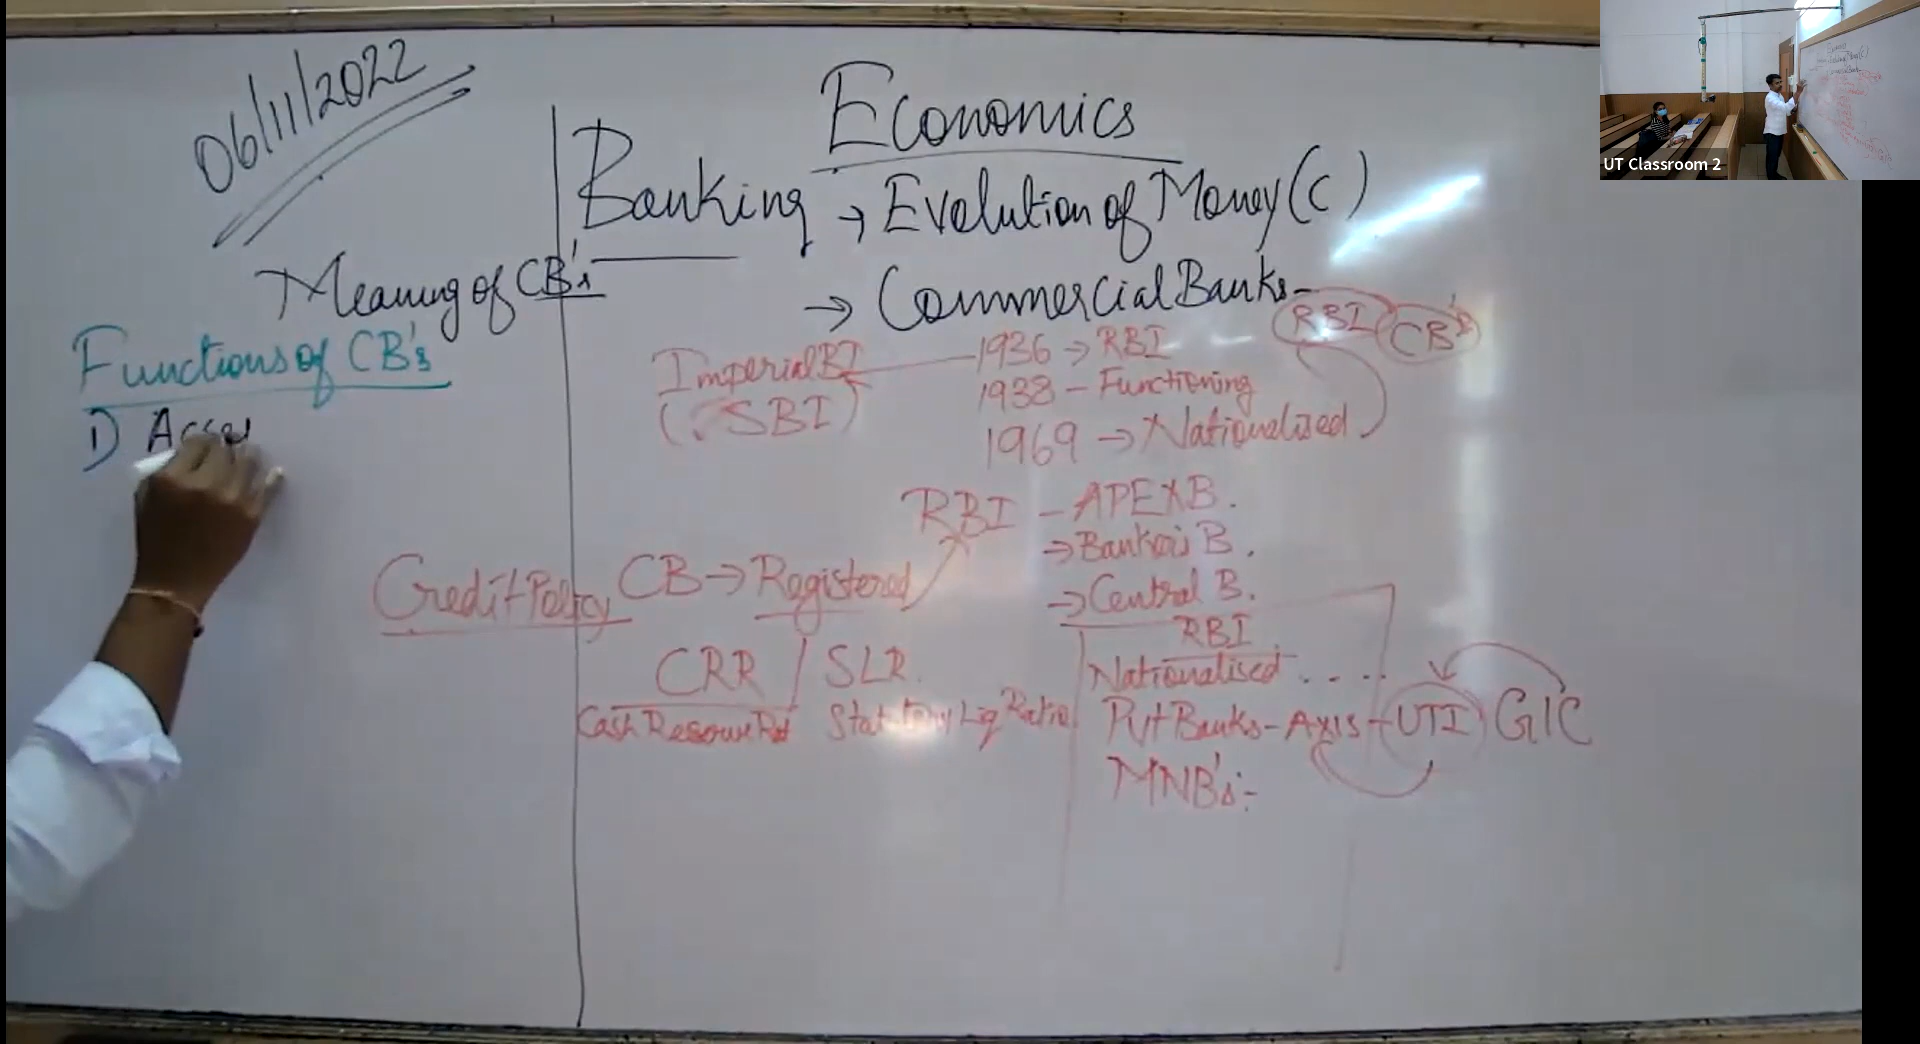 06/11/2022
Economics
Banking → Evolution of Money (C)
→ Commercial Banks
Meaning of CB's
Functions of CB's
1) Acce
RBI CB's
Imperial BI
(SBI)
1936 → RBI
1938 - Functioning
1969 → Nationalised
RBI - APEX B.
→ Banker's B.
→ Central B.
Credit Policy
CB → Registered
CRR / SLR
Cash Statutory Liq Ratio
RBI
Nationalised ....
Pvt Banks - AXIS - UTI GIC
MNB's :-
UT Classroom 2